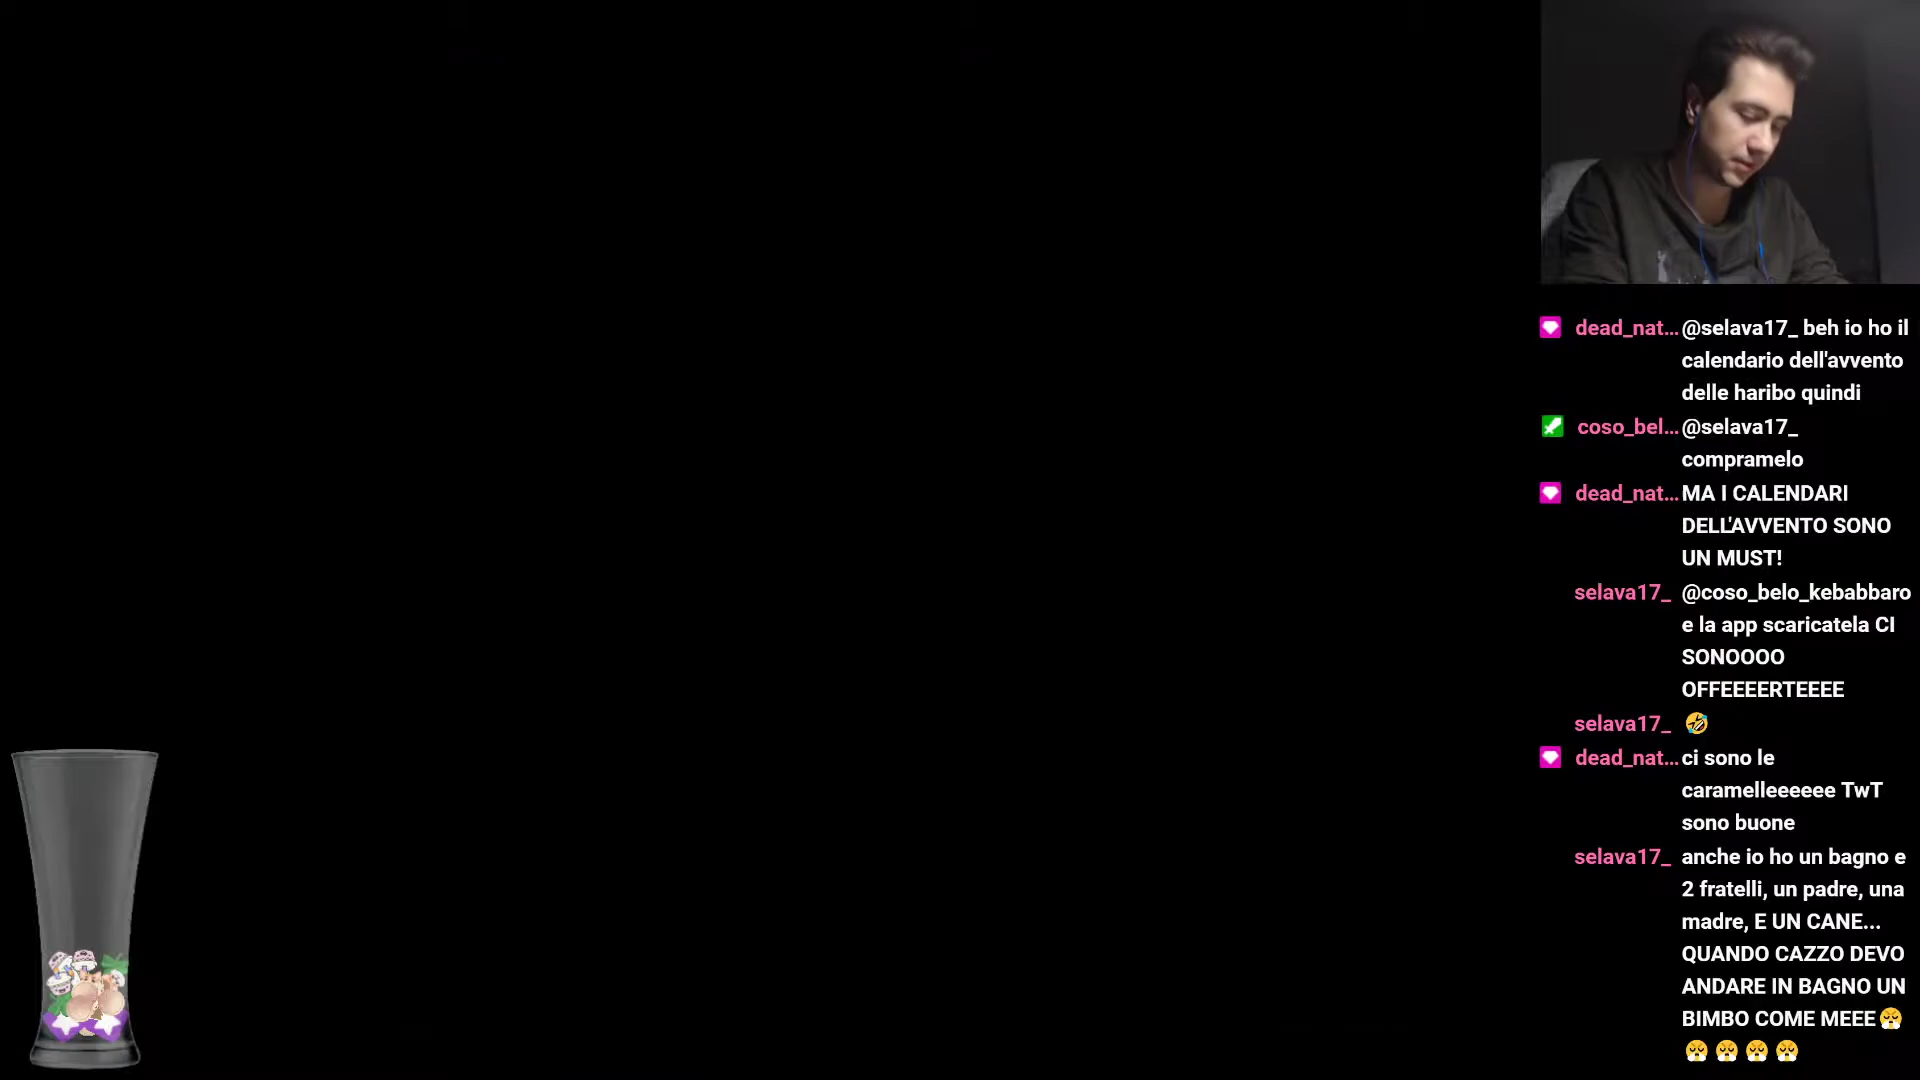 dead_nat... @selava17_ beh io ho il
calendario dell'avvento
delle haribo quindi
coso_bel... @selava17_
compramelo
dead_nat... MA I CALENDARI
DELL'AVVENTO SONO
UN MUST!
selava17_ @coso_belo_kebabbaro
e la app scaricatela CI
SONOOOO
OFFEEEERTEEEE
selava17_ 🤣
dead_nat... ci sono le
caramelleeeeee TwT
sono buone
selava17_ anche io ho un bagno e
2 fratelli, un padre, una
madre, E UN CANE...
QUANDO CAZZO DEVO
ANDARE IN BAGNO UN
BIMBO COME MEEE😤
😤😤😤😤